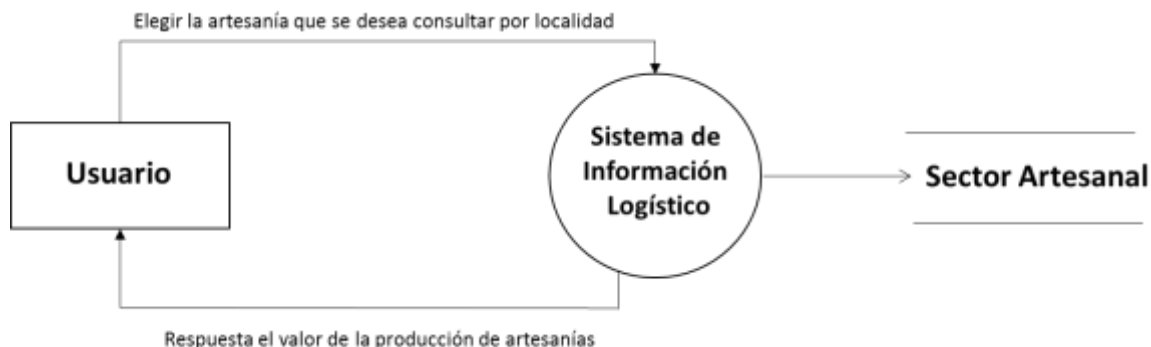 Elegir la artesanía que se desea consultar por localidad
Usuario
Sistema de
Información
Logístico
Sector Artesanal
Respuesta el valor de la producción de artesanías